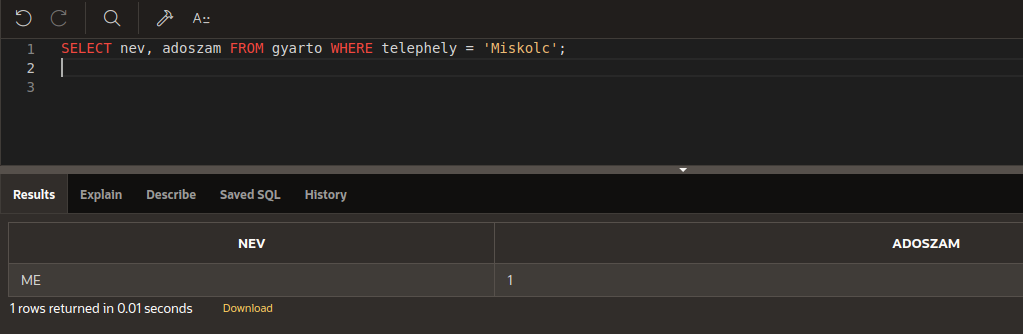 A::
1 SELECT nev, adoszam FROM gyarto WHERE telephely = 'Miskolc';
2
3
Results Explain Describe Saved SQL History
NEV ADOSZAM
ME 1
1 rows returned in 0.01 seconds Download